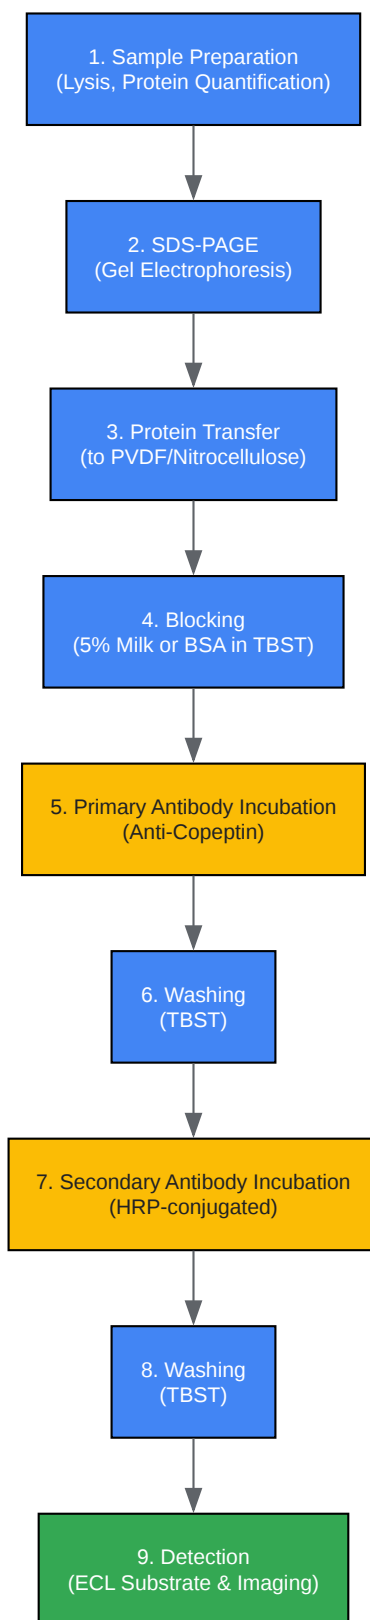 1. Sample Preparation
(Lysis, Protein Quantification)
2. SDS-PAGE
(Gel Electrophoresis)
3. Protein Transfer
(to PVDF/Nitrocellulose)
4. Blocking
(5% Milk or BSA in TBST)
5. Primary Antibody Incubation
(Anti-Copeptin)
6. Washing
(TBST)
7. Secondary Antibody Incubation
(HRP-conjugated)
8. Washing
(TBST)
9. Detection
(ECL Substrate & Imaging)